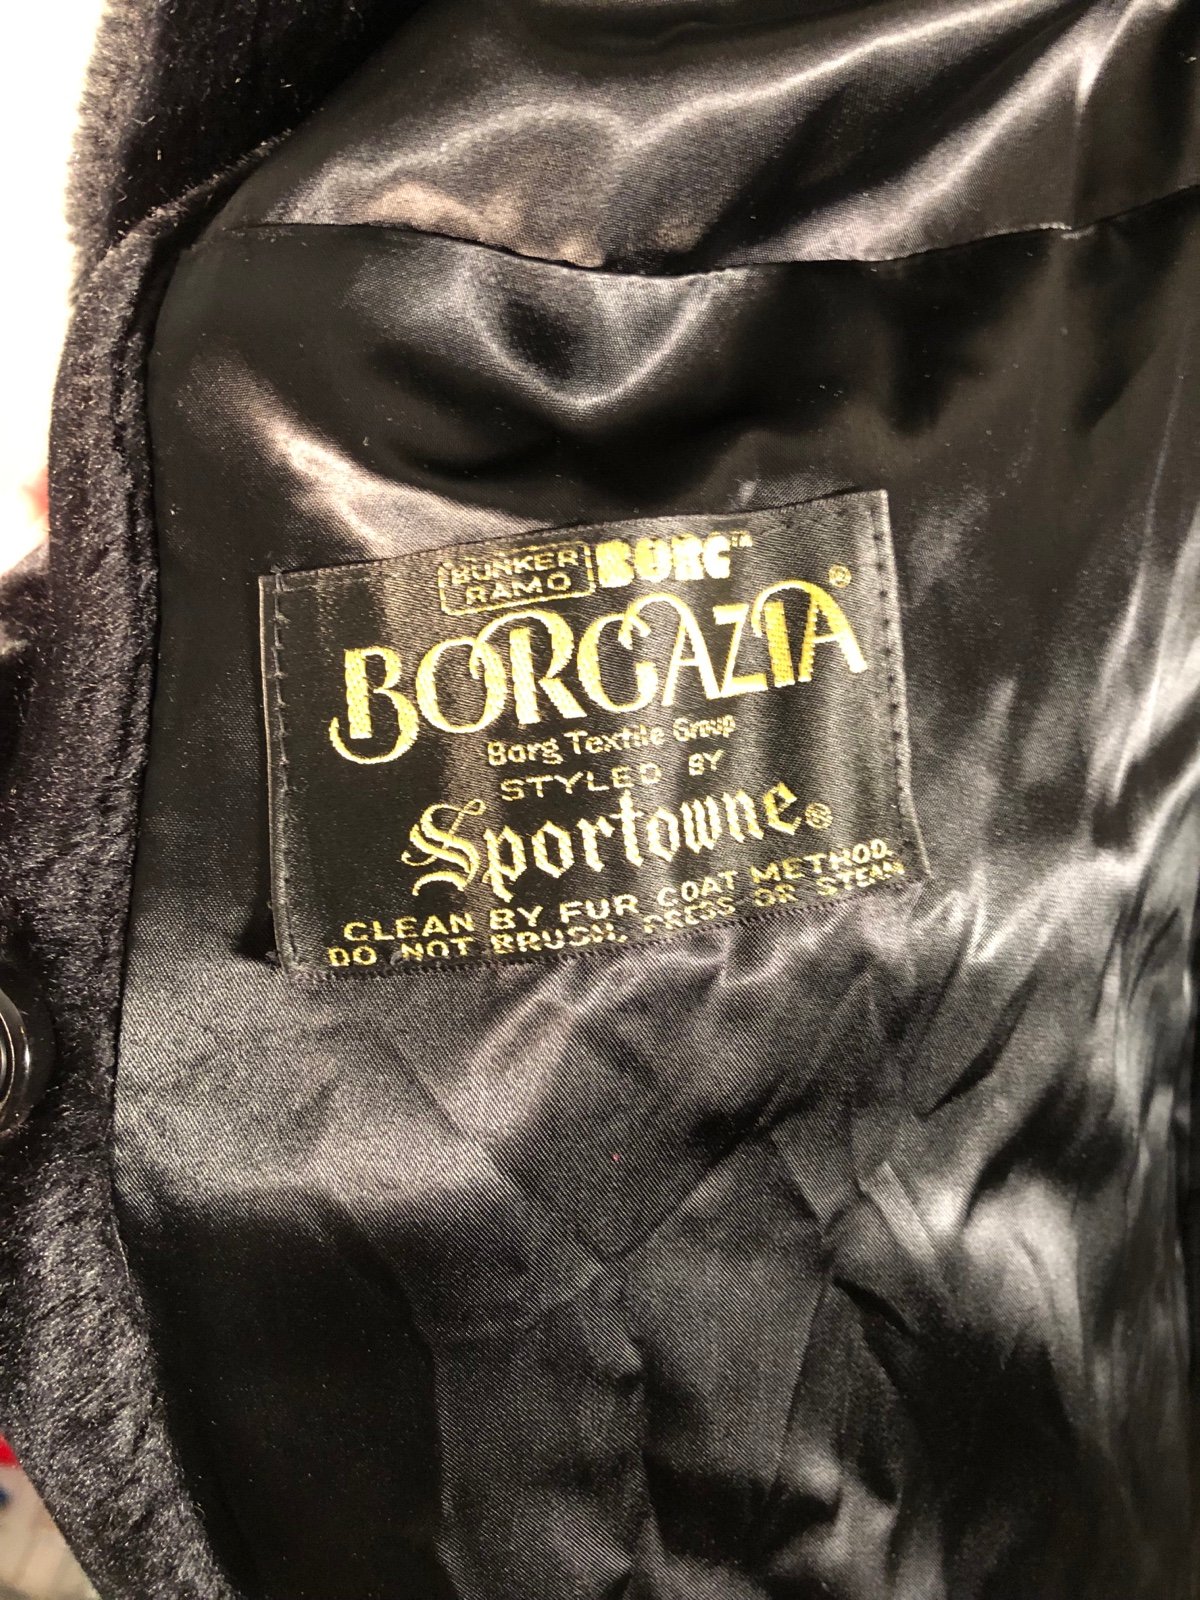 BUNKER RAMO BORG™
BORGAZIA®
Borg Textile Group
STYLED BY
Sportowne®
CLEAN BY FUR COAT METHOD.
DO NOT BRUSH, PRESS OR STEAM